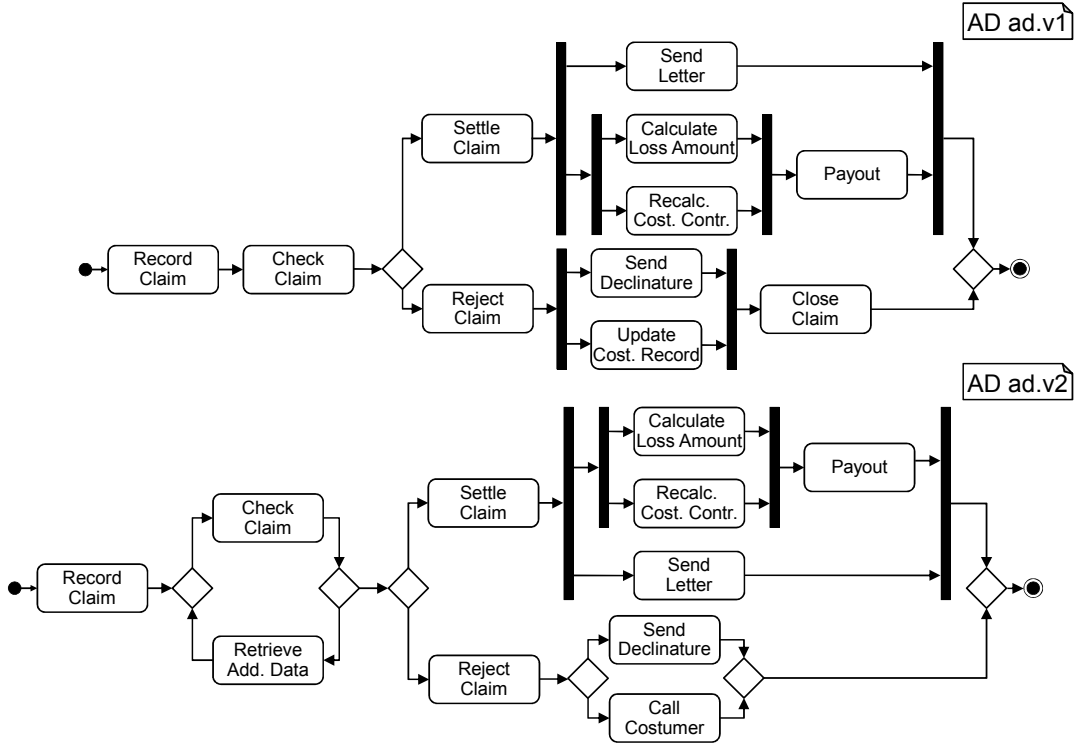 AD ad.v1
Send
Letter
Settle
Claim
Calculate
Loss Amount
Payout
Recalc.
Cost. Contr.
Record
Claim
Check
Claim
Reject
Claim
Send
Declinature
Close
Claim
Update
Cost. Record
AD ad.v2
Calculate
Loss Amount
Payout
Settle
Claim
Recalc.
Cost. Contr.
Check
Claim
Send
Letter
Record
Claim
Retrieve
Add. Data
Reject
Claim
Send
Declinature
Call
Costumer